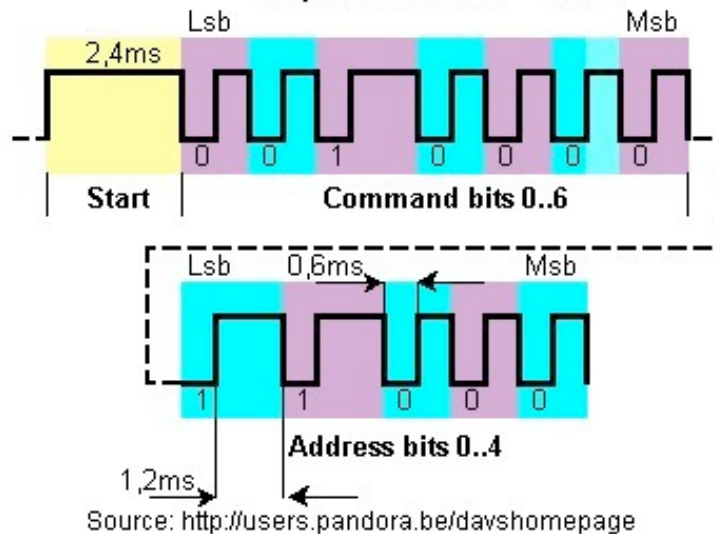 Lsb Msb
2,4ms
0 0 1 0 0 0 0
Start Command bits 0..6
Lsb 0,6ms Msb
1 1 0 0 0
Address bits 0..4
1,2ms
Source: http://users.pandora.be/davshomepage